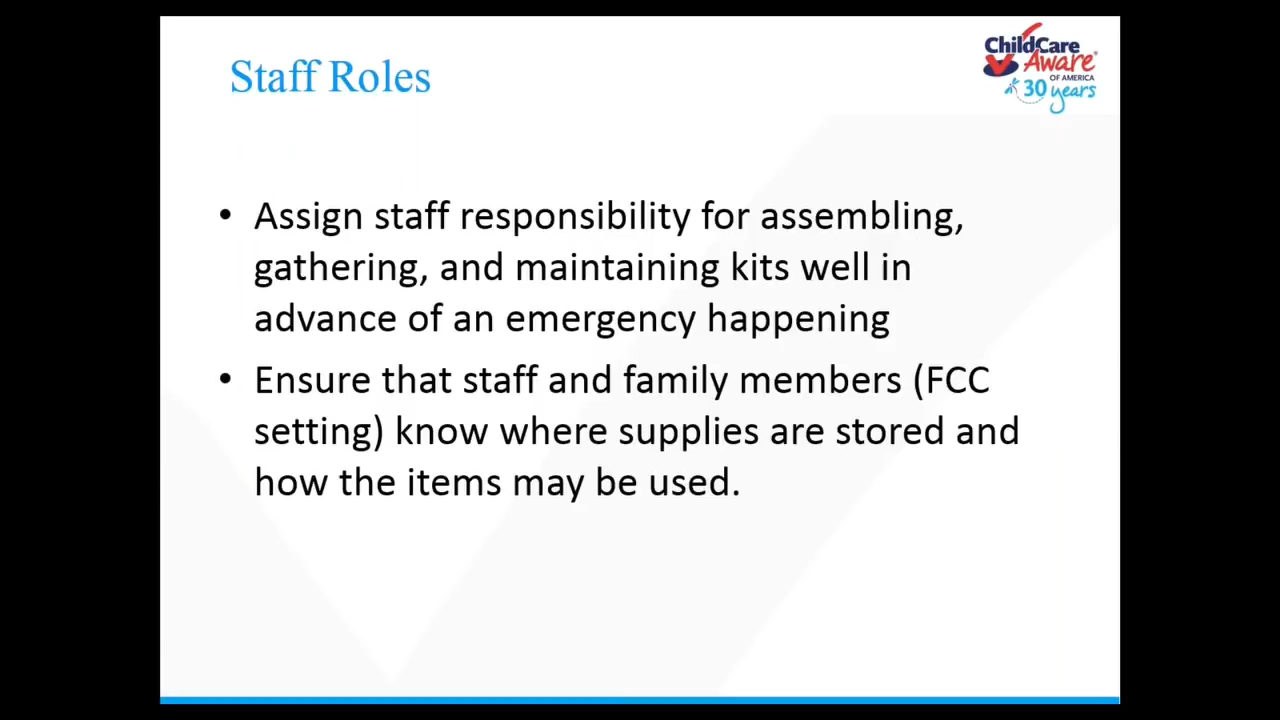 Staff Roles
ChildCare
Aware®
OF AMERICA
30 years
• Assign staff responsibility for assembling,
gathering, and maintaining kits well in
advance of an emergency happening
• Ensure that staff and family members (FCC
setting) know where supplies are stored and
how the items may be used.